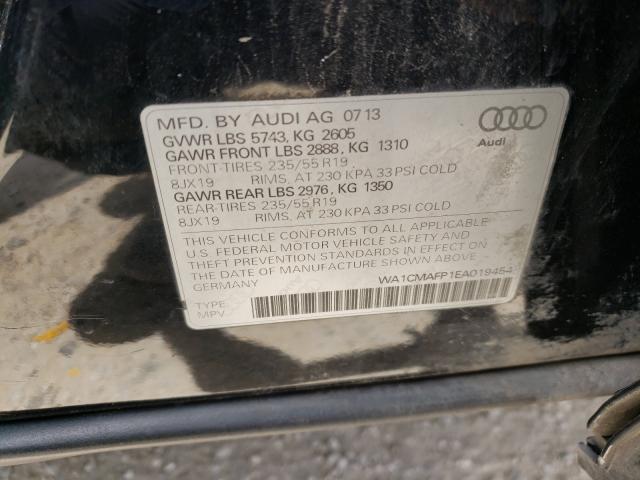 MFD. BY AUDI AG 07 13
GVWR LBS 5743, KG 2605
GAWR FRONT LBS 2888, KG 1310
FRONT-TIRES 235/55 R19
8JX19 RIMS, AT 230 KPA 33 PSI COLD
GAWR REAR LBS 2976, KG 1350
REAR-TIRES 235/55 R19
8JX19 RIMS, AT 230 KPA 33 PSI COLD
Audi
THIS VEHICLE CONFORMS TO ALL APPLICABLE
U.S. FEDERAL MOTOR VEHICLE SAFETY AND
THEFT PREVENTION STANDARDS IN EFFECT ON
THE DATE OF MANUFACTURE SHOWN ABOVE
GERMANY
WA1CMAFP1EA019454
TYPE
MPV